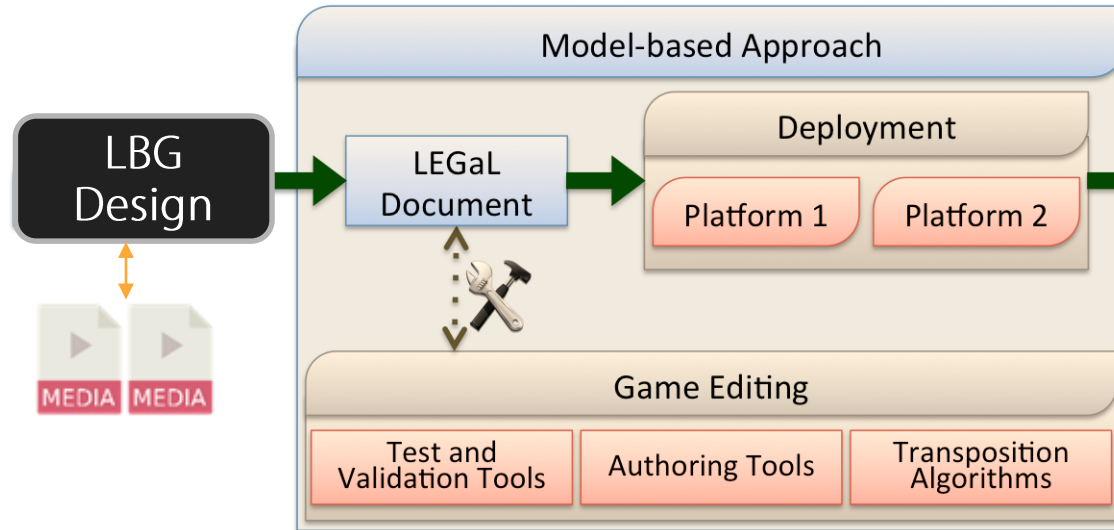 Model-based Approach
LBG
Design
LEGaL
Document
Deployment
Platform 1
Platform 2
MEDIA
MEDIA
Game Editing
Test and
Validation Tools
Authoring Tools
Transposition
Algorithms